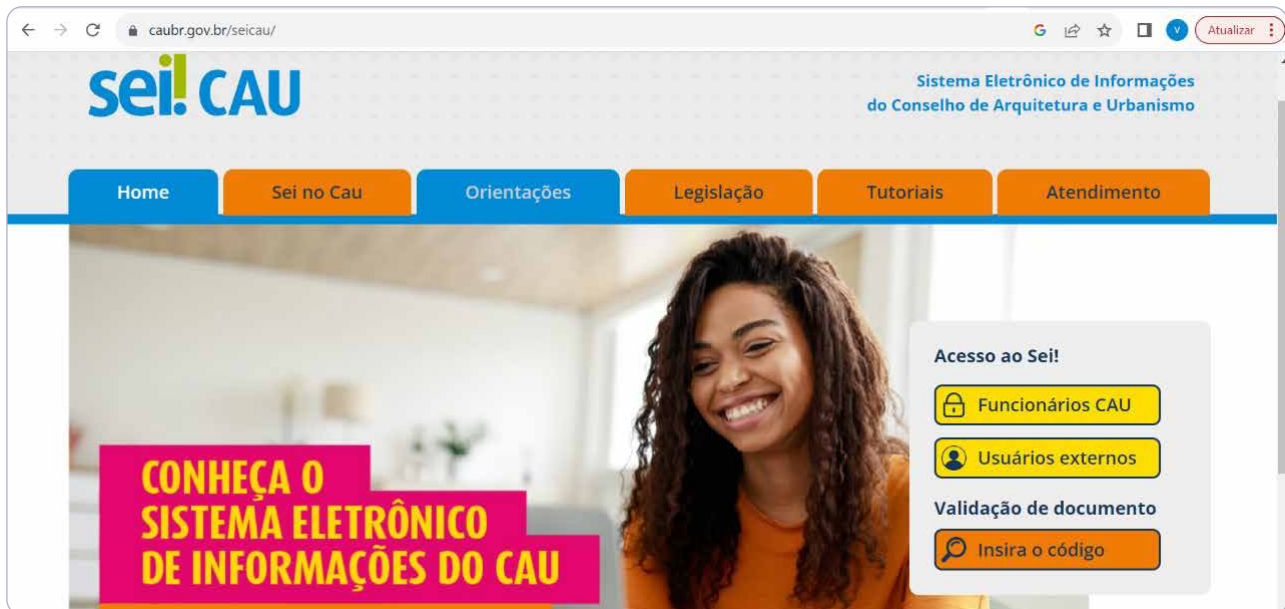 caubr.gov.br/seicau/
G
V
Atualizar
sei! CAU
Sistema Eletrônico de Informações
do Conselho de Arquitetura e Urbanismo
Home
Sei no Cau
Orientações
Legislação
Tutoriais
Atendimento
Acesso ao Sei!
Funcionários CAU
Usuários externos
Validação de documento
Insira o código
CONHEÇA O
SISTEMA ELETRÔNICO
DE INFORMAÇÕES DO CAU